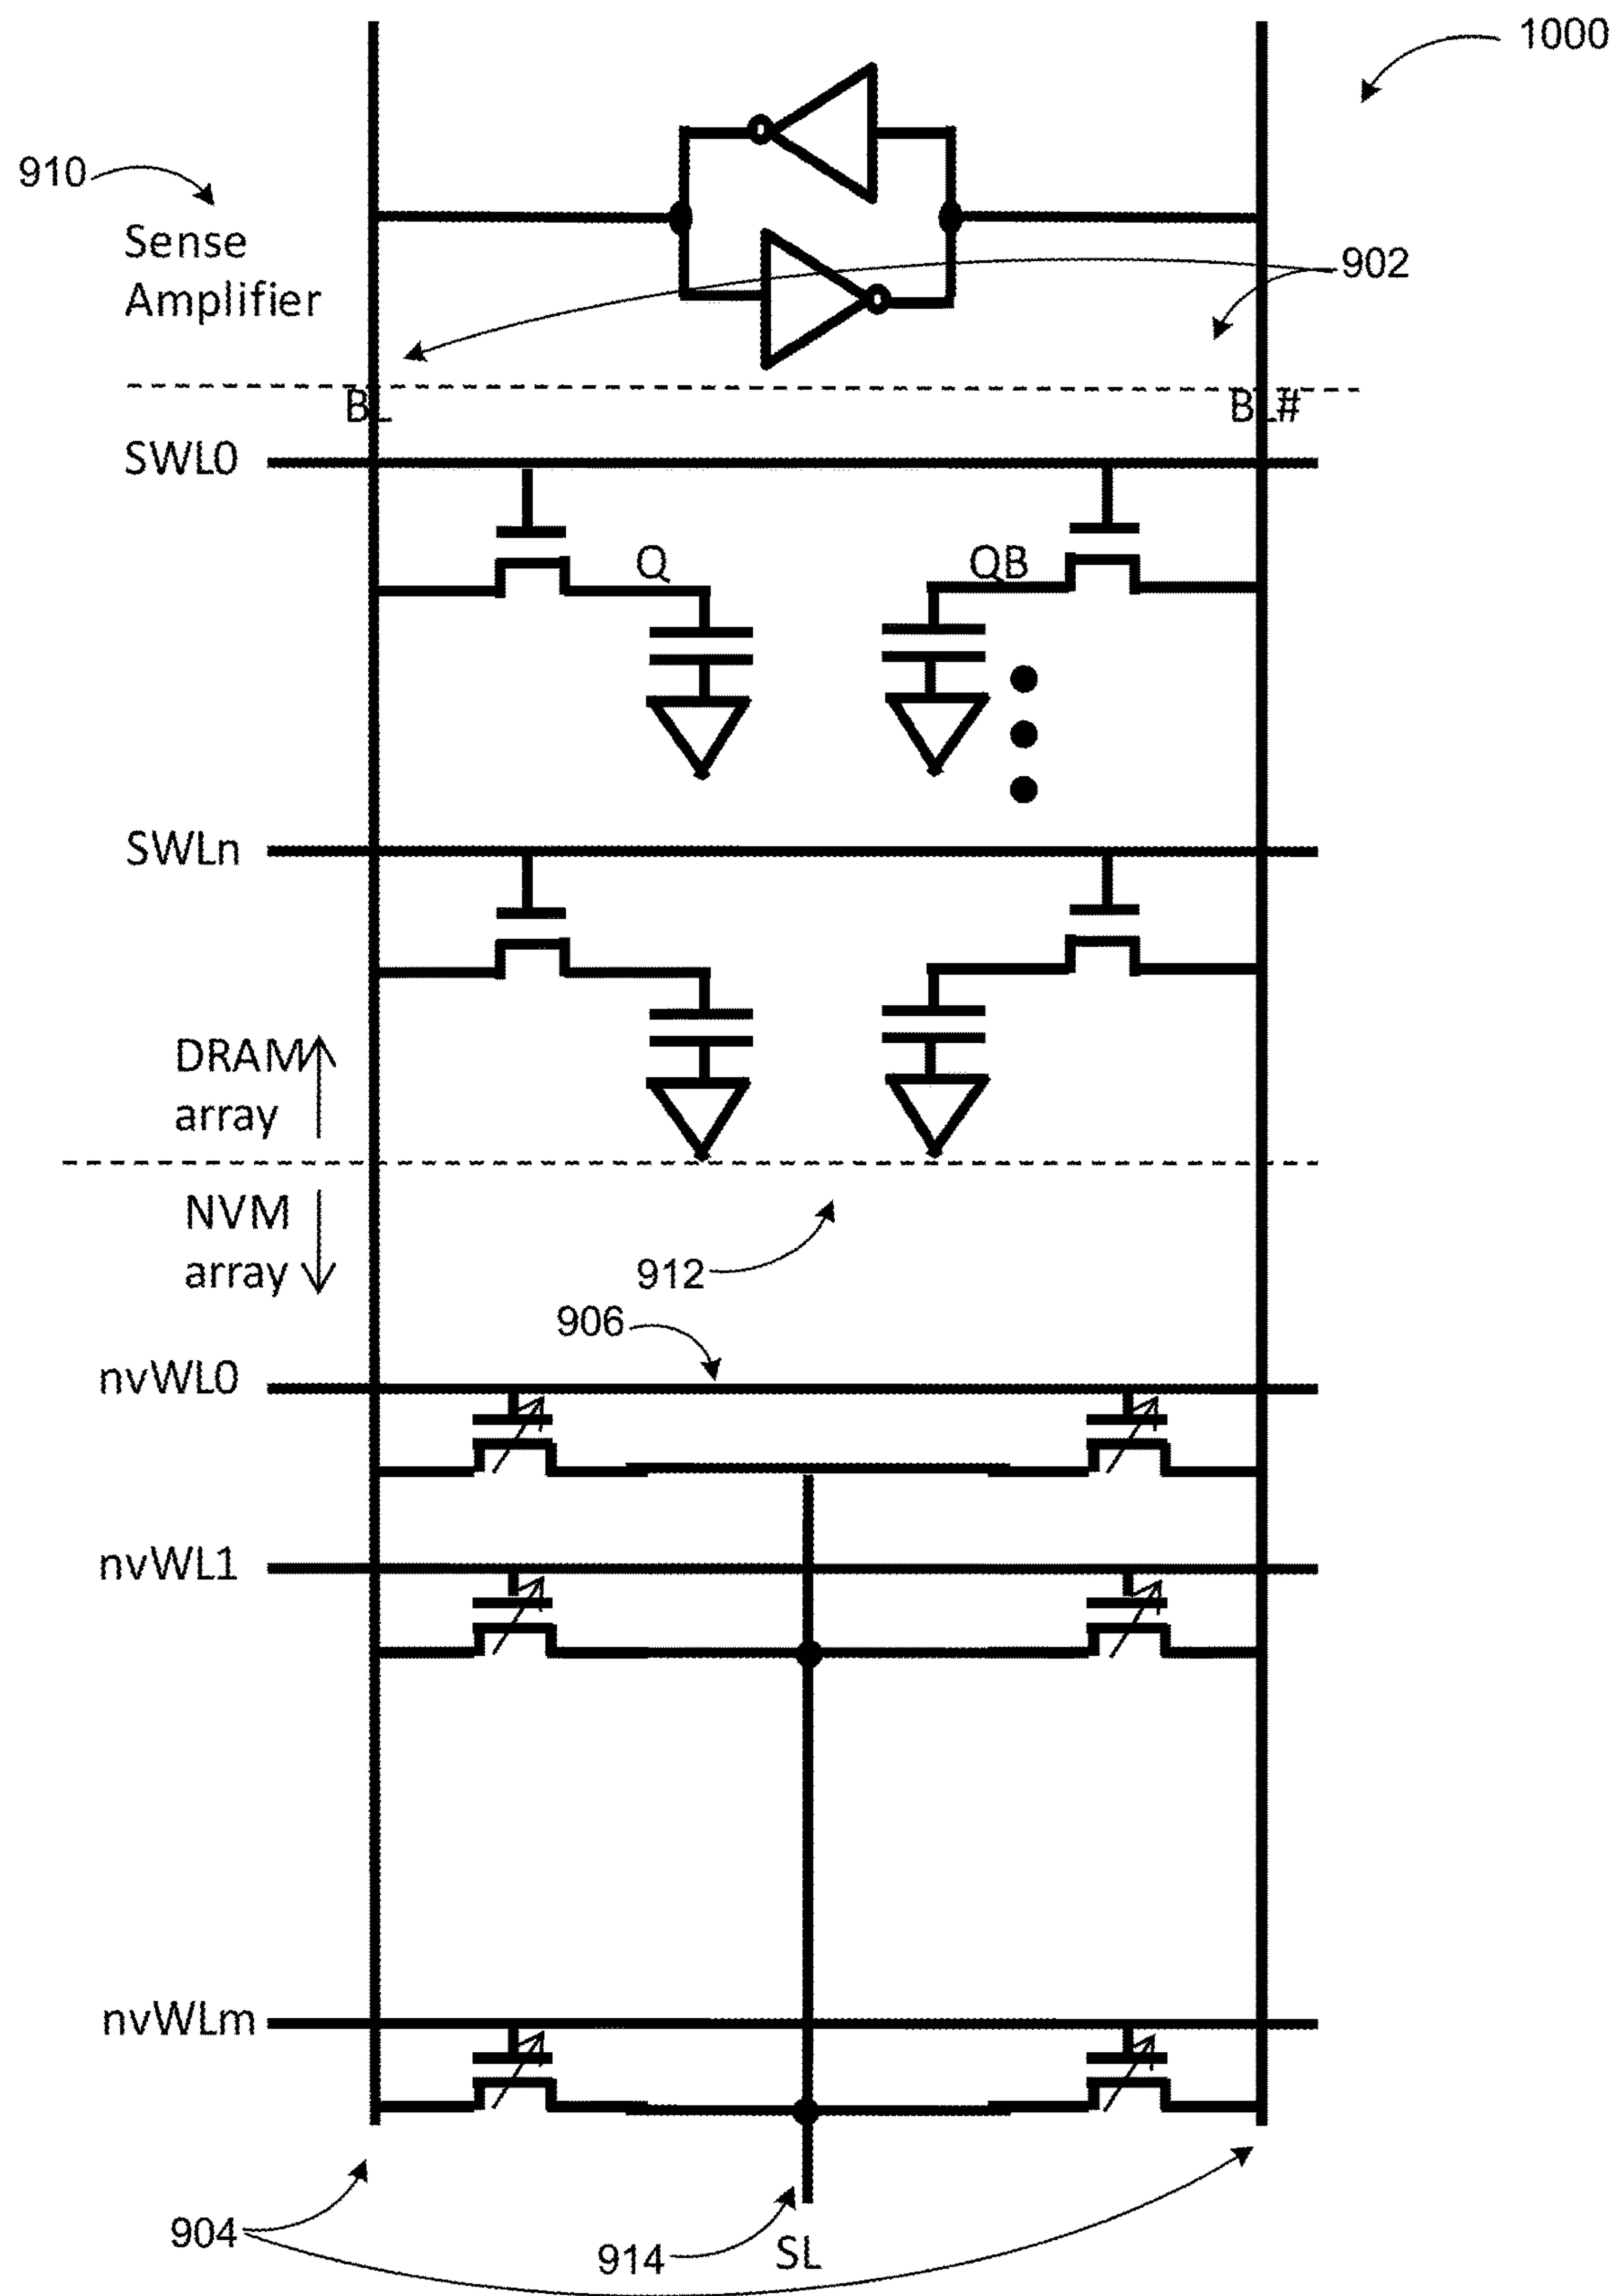 1000
910
Sense
Amplifier
902
BL
BL#
SWL0
Q
QB
SWLn
DRAM
array
NVM
array
912
906
nvWL0
nvWL1
nvWLm
904
914
SL